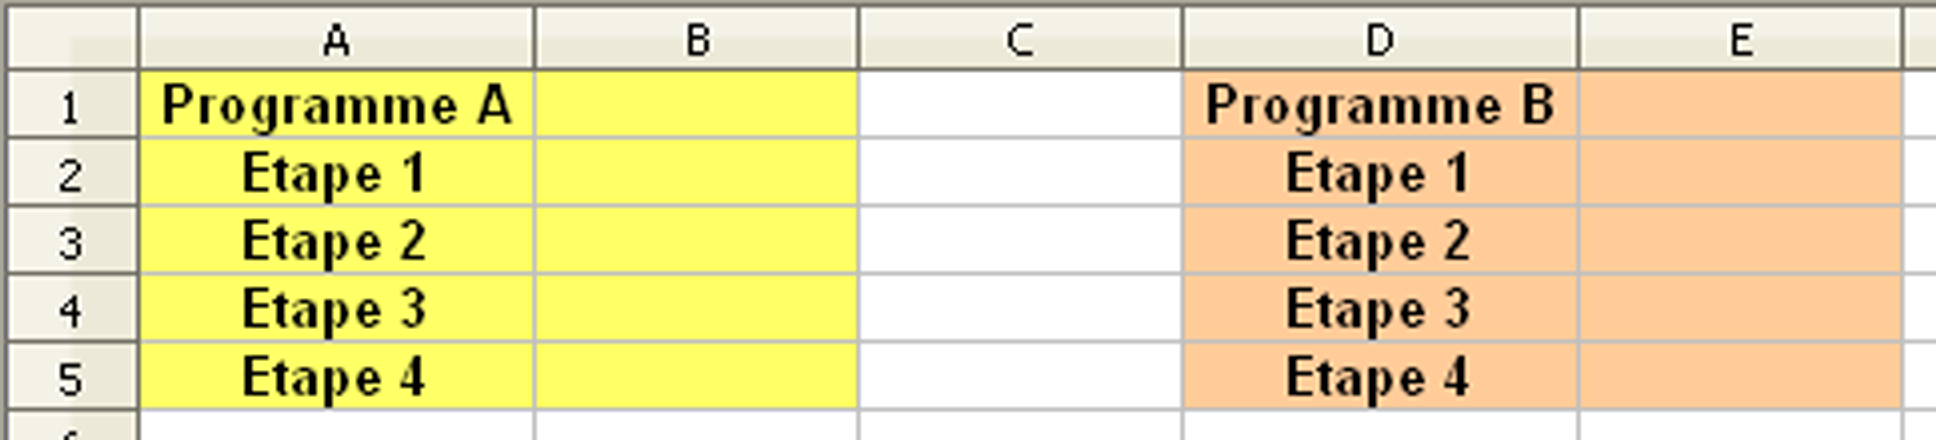 A B C D E
1 Programme A Programme B
2 Etape 1 Etape 1
3 Etape 2 Etape 2
4 Etape 3 Etape 3
5 Etape 4 Etape 4